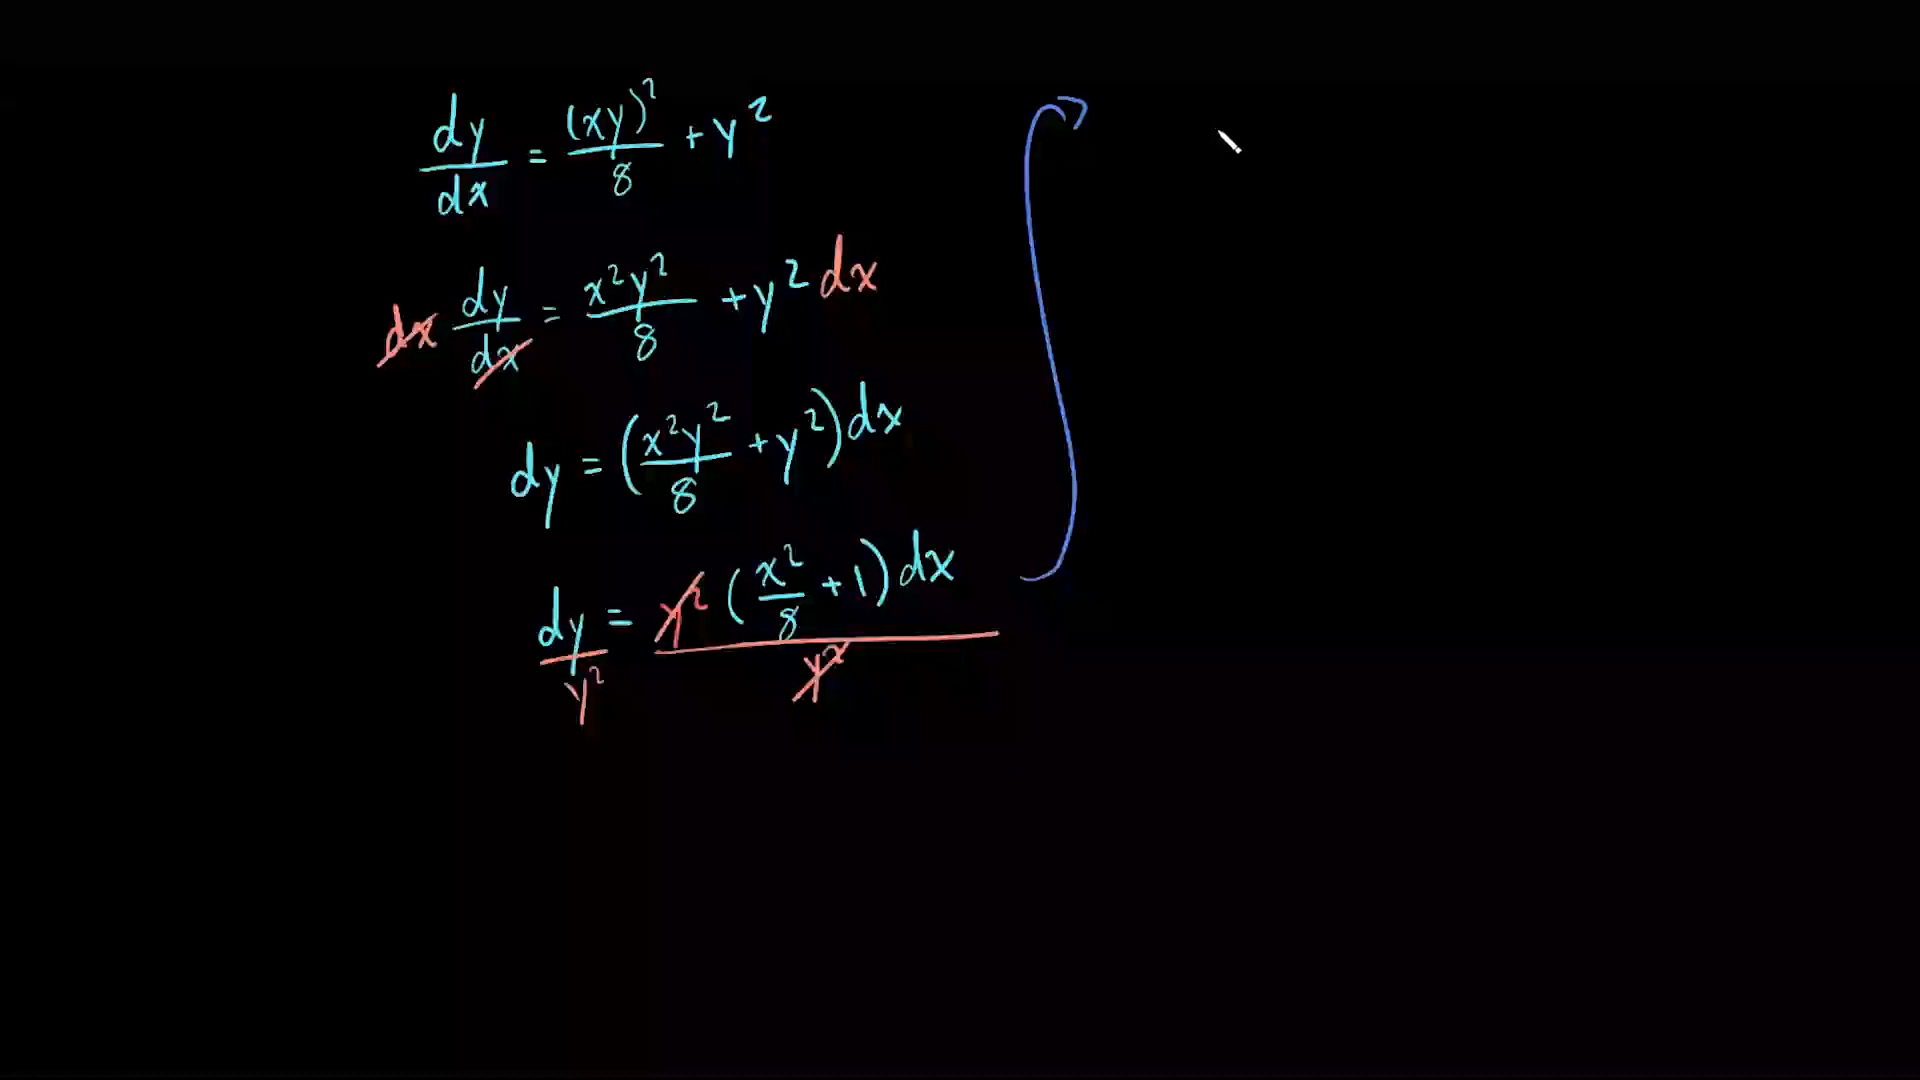 dy/dx = (xy)²/8 + y²
dx dy/dx = x²y²/8 + y² dx
dy = (x²y²/8 + y²) dx
dy/y² = y² (x²/8 + 1) dx / y²